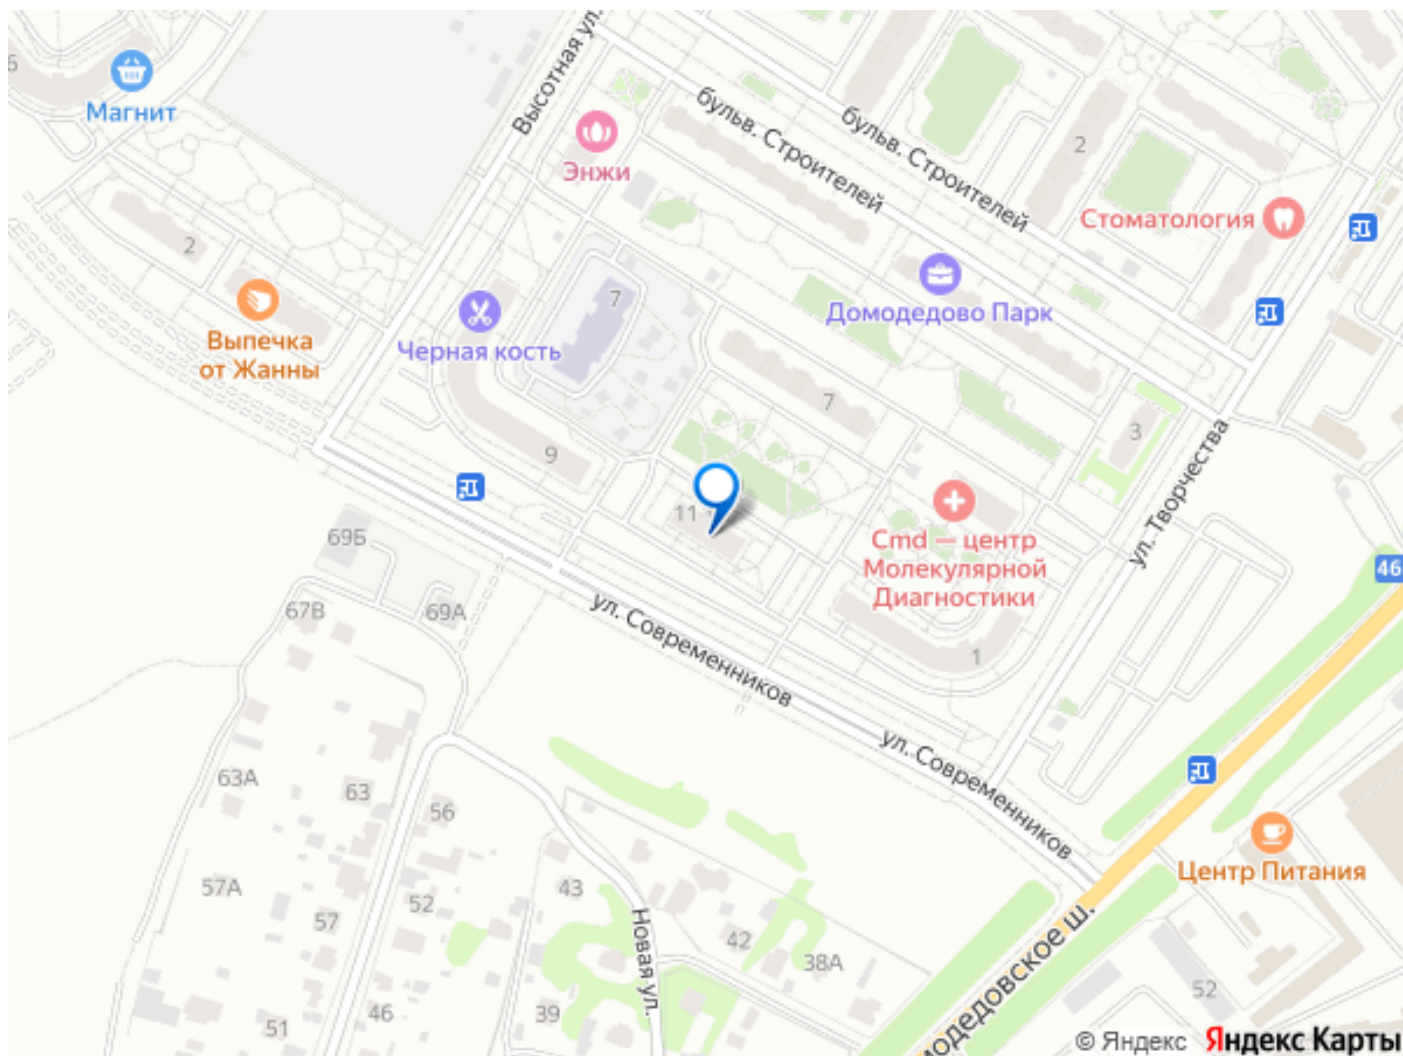 Высотная ул.
Магнит
бульв. Строителей
бульв. Строителей
2
Энжи
Стоматология
2
7
Домодедово Парк
Выпечка
от Жанны
Черная кость
7
3
9
11
ул. Творчества
Cmd — центр
Молекулярной
Диагностики
69Б
46
67В
69А
ул. Современников
1
ул. Современников
63А
63
56
Центр Питания
57А
52
43
57
42
38А
Новая ул.
модедовское ш.
52
46
39
51
© Яндекс Яндекс Карты